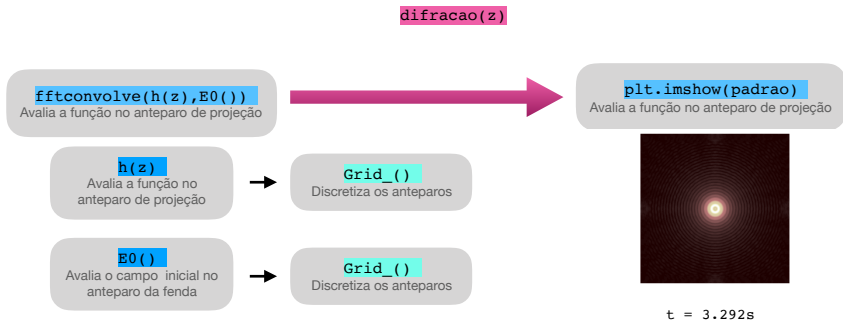 difracao(z)
fftconvolve(h(z),E0())
Avalia a função no anteparo de projeção
plt.imshow(padrao)
Avalia a função no anteparo de projeção
h(z)
Avalia a função no
anteparo de projeção
Grid_()
Discretiza os anteparos
E0()
Avalia o campo inicial no
anteparo da fenda
Grid_()
Discretiza os anteparos
t = 3.292s